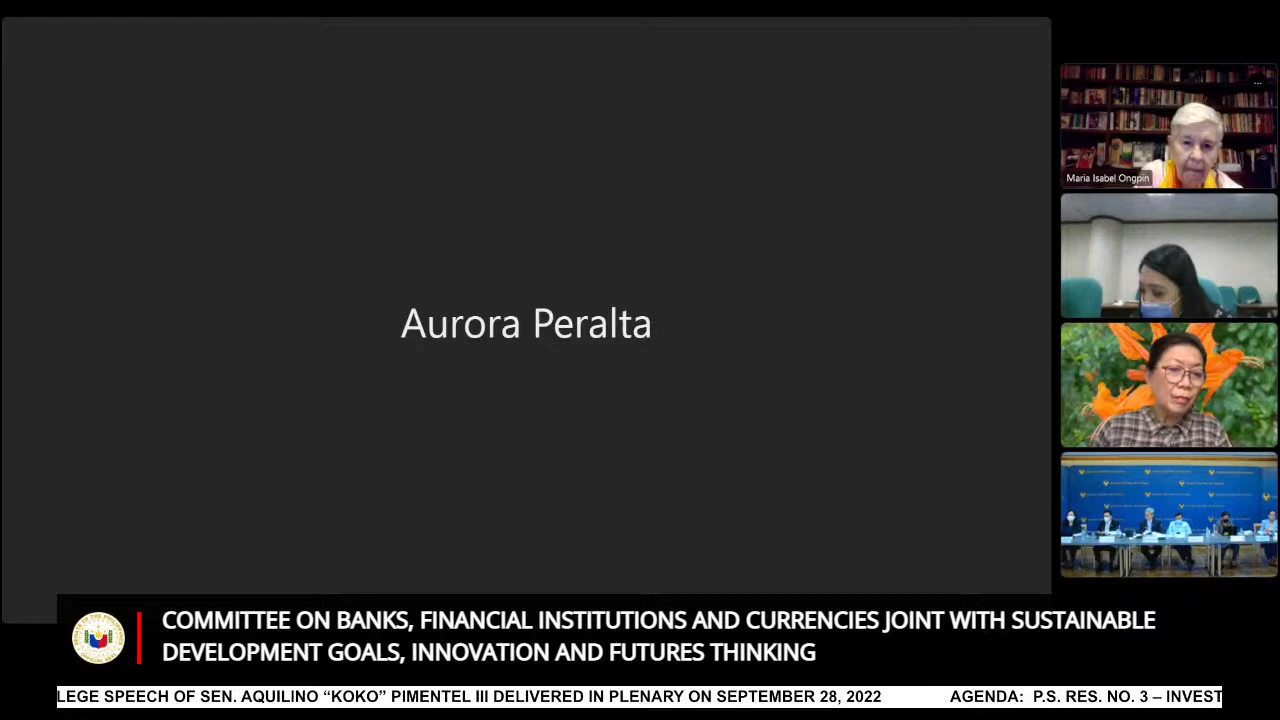 Aurora Peralta
Maria Isabel Ongpin
COMMITTEE ON BANKS, FINANCIAL INSTITUTIONS AND CURRENCIES JOINT WITH SUSTAINABLE
DEVELOPMENT GOALS, INNOVATION AND FUTURES THINKING
LEGE SPEECH OF SEN. AQUILINO “KOKO” PIMENTEL III DELIVERED IN PLENARY ON SEPTEMBER 28, 2022 AGENDA: P.S. RES. NO. 3 – INVEST